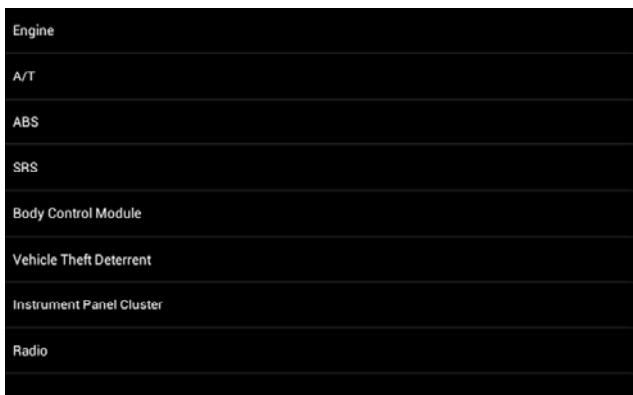 Engine
A/T
ABS
SRS
Body Control Module
Vehicle Theft Deterrent
Instrument Panel Cluster
Radio